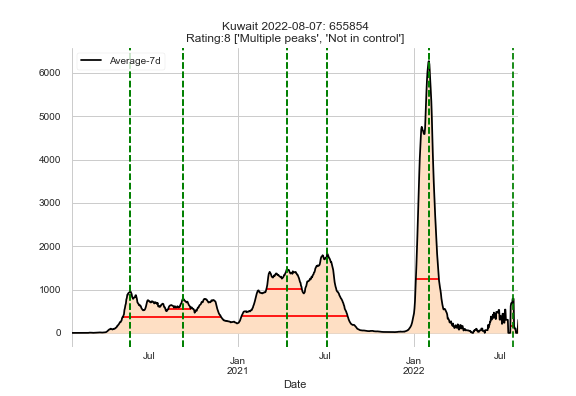 Kuwait 2022-08-07: 655854
Rating:8 ['Multiple peaks', 'Not in control']
Average-7d
6000
5000
4000
3000
2000
1000
0
Jul
Jan
2021
Jul
Jan
2022
Jul
Date